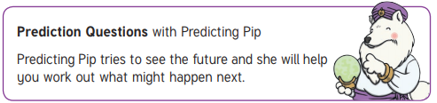 Prediction Questions with Predicting Pip
Predicting Pip tries to see the future and she will help
you work out what might happen next.